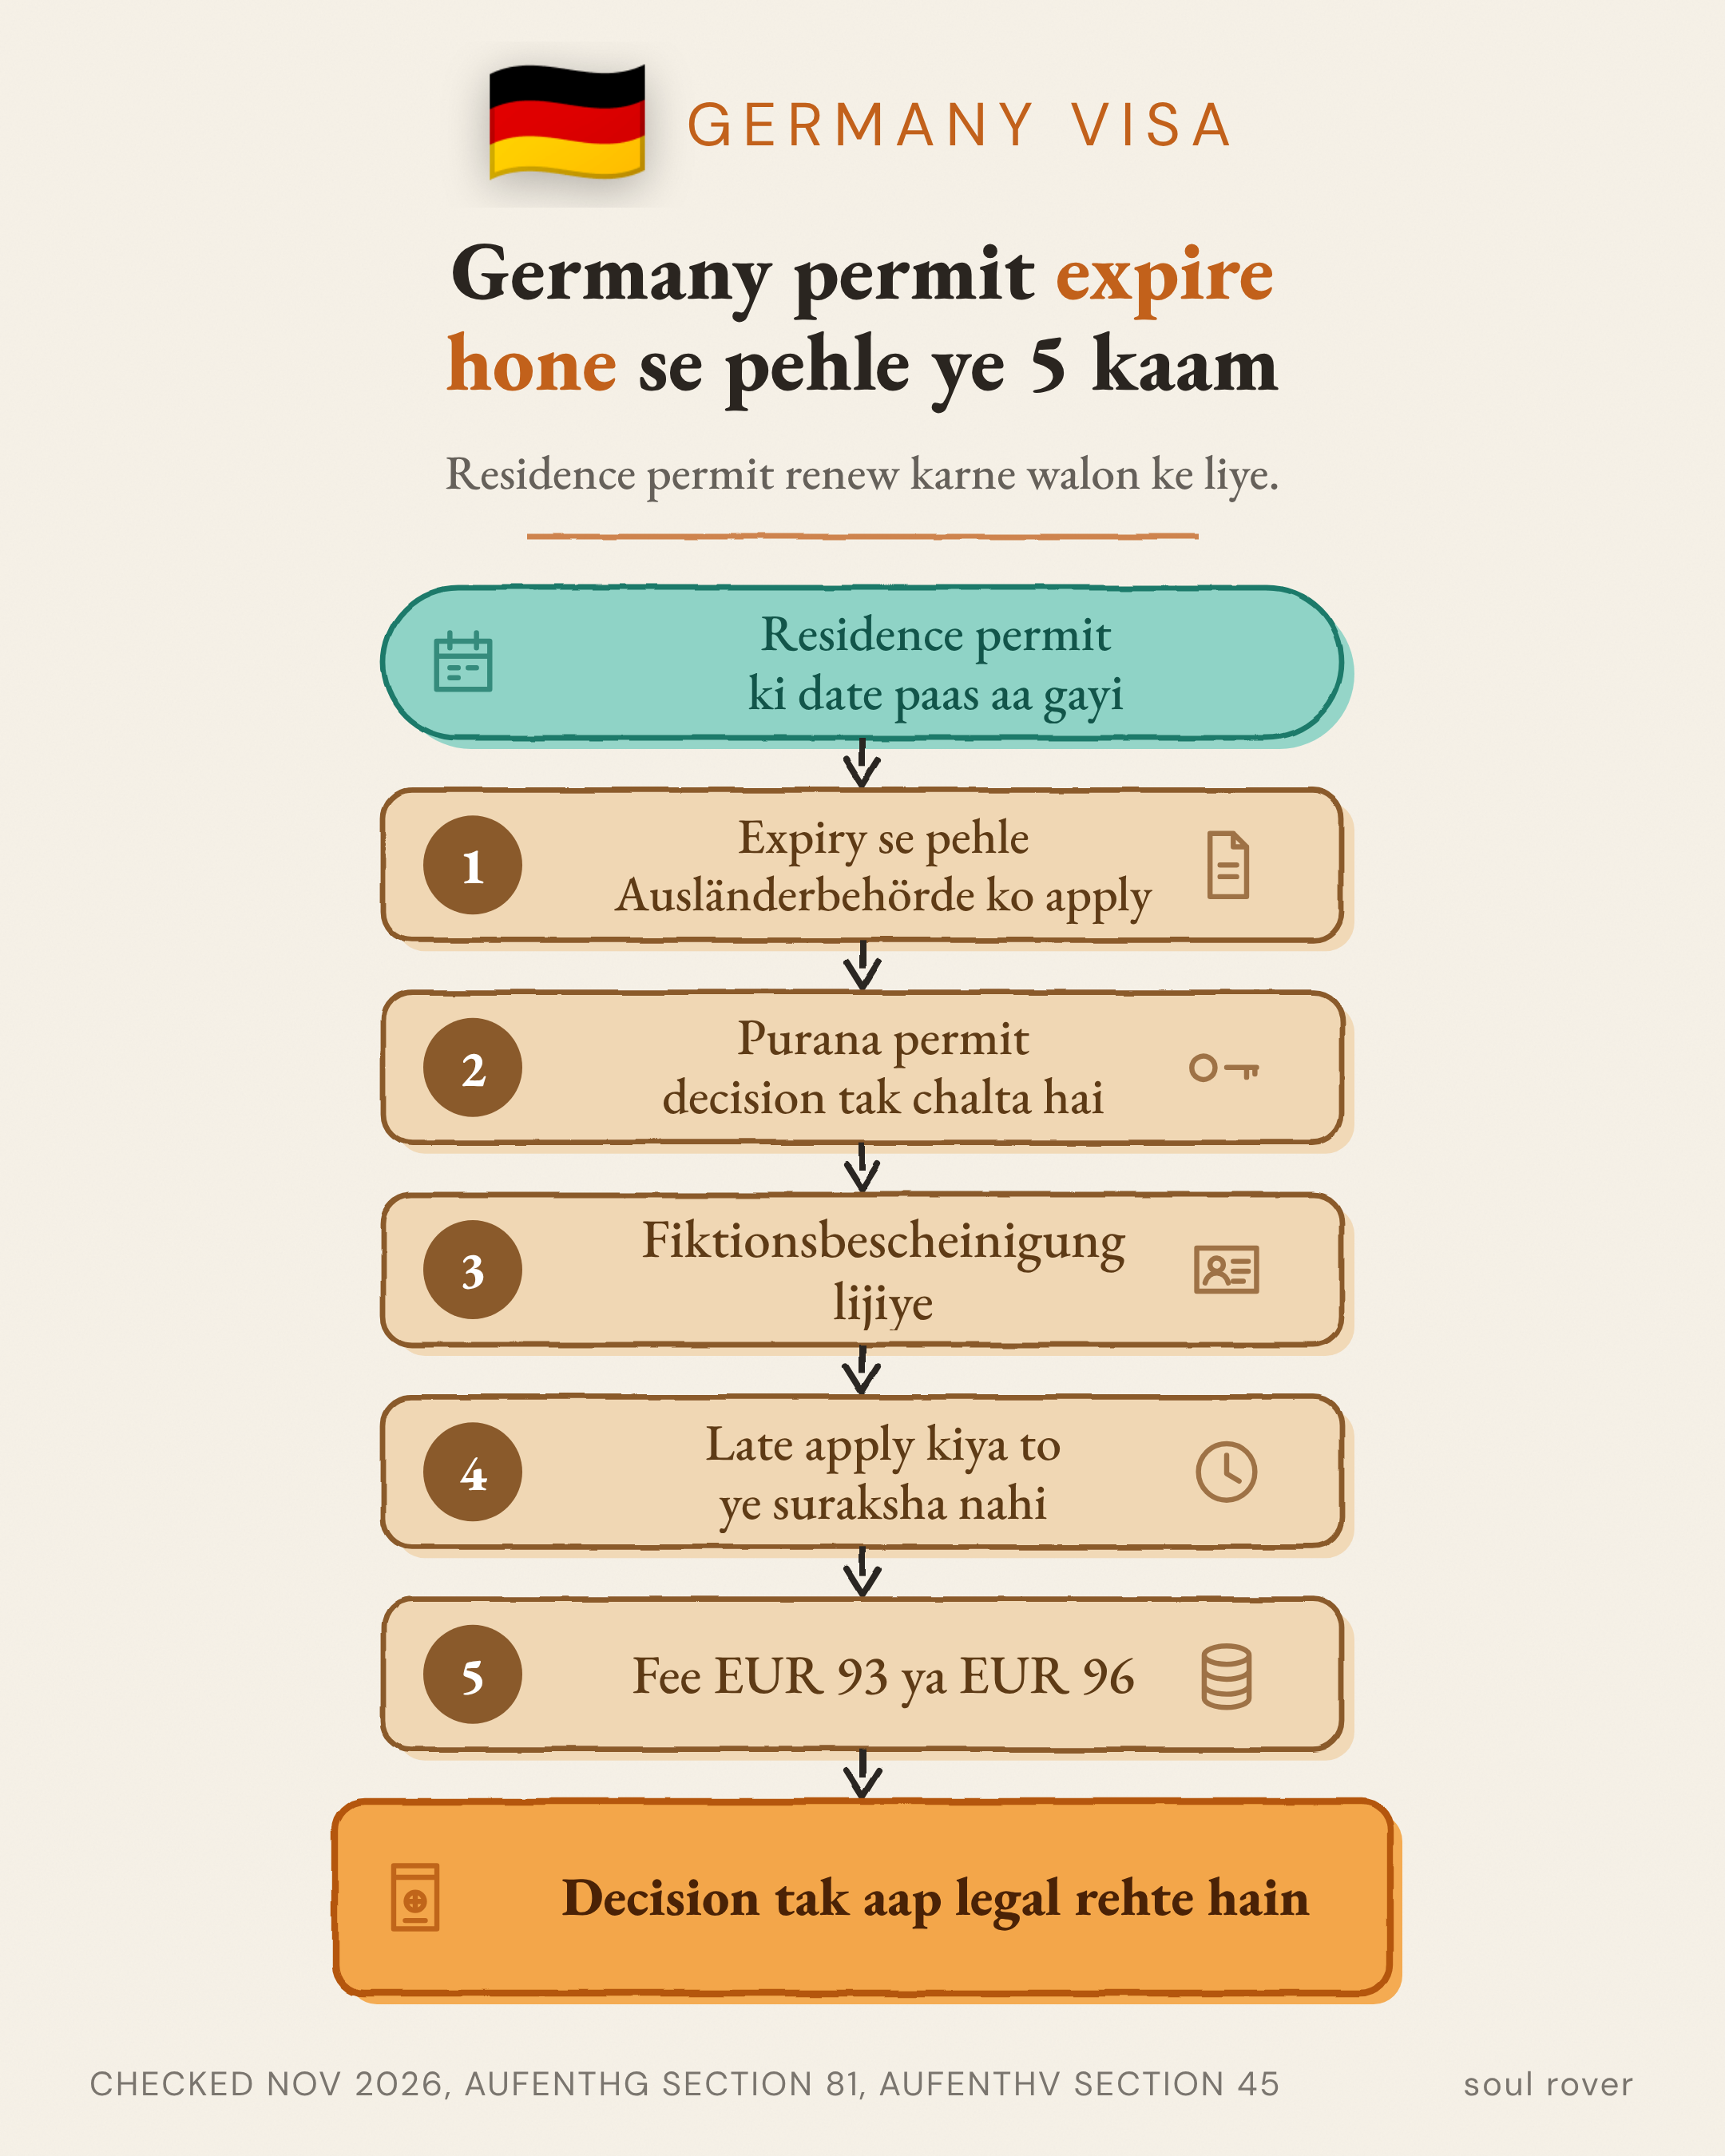 GERMANY VISA
Germany permit expire
hone se pehle ye 5 kaam
Residence permit renew karne walon ke liye.
Residence permit
ki date paas aa gayi
1
Expiry se pehle
Ausländerbehörde ko apply
2
Purana permit
decision tak chalta hai
3
Fiktionsbescheinigung
lijiye
4
Late apply kiya to
ye suraksha nahi
5
Fee EUR 93 ya EUR 96
Decision tak aap legal rehte hain
CHECKED NOV 2026, AUFENTHG SECTION 81, AUFENTHV SECTION 45
soul rover